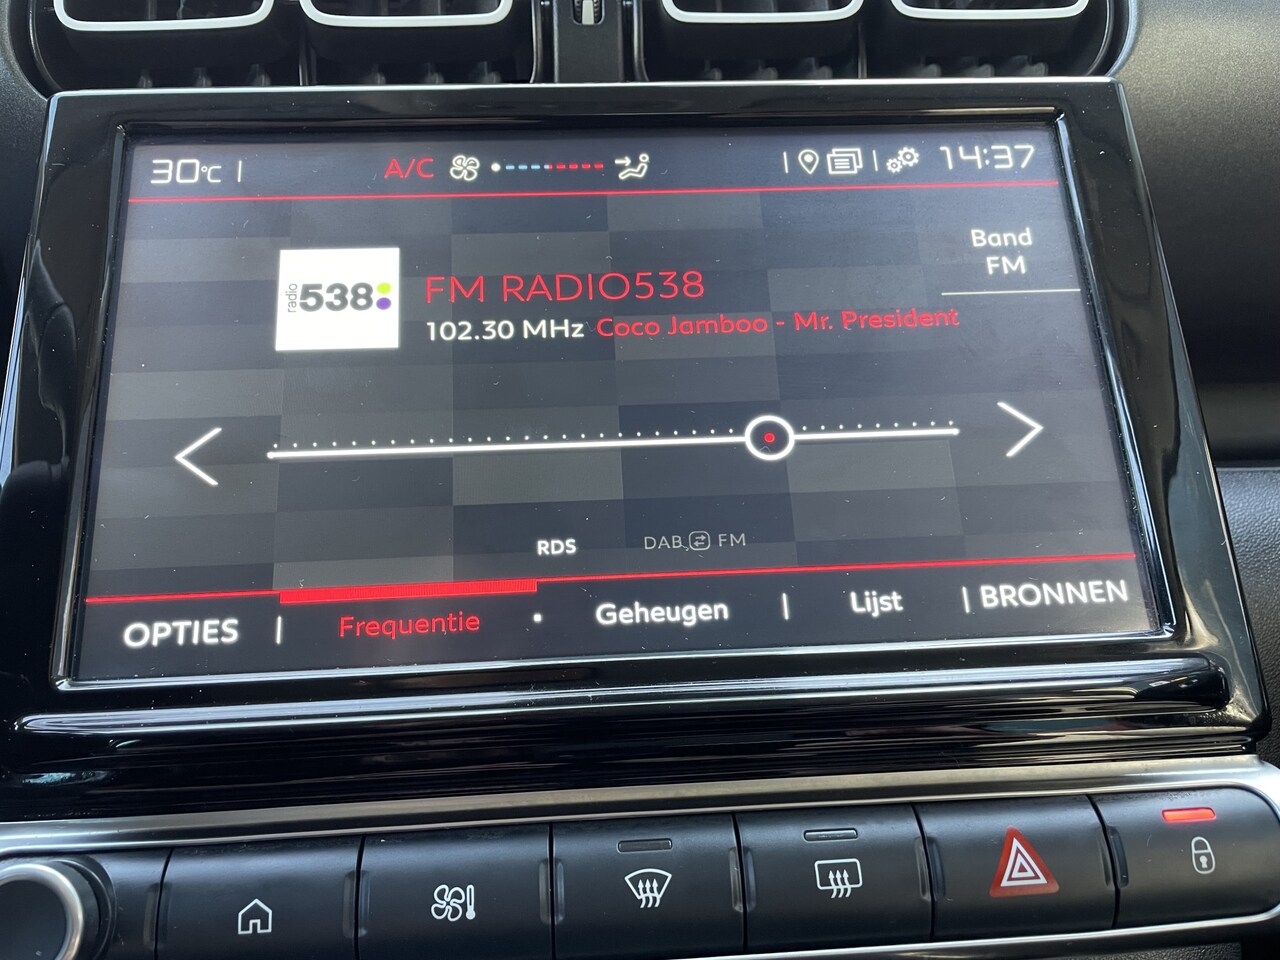 30°C
A/C
14:37
Band
FM
radio
538
FM RADIO538
102.30 MHz Coco Jamboo - Mr. President
RDS
DAB FM
OPTIES
Frequentie
Geheugen
Lijst
BRONNEN